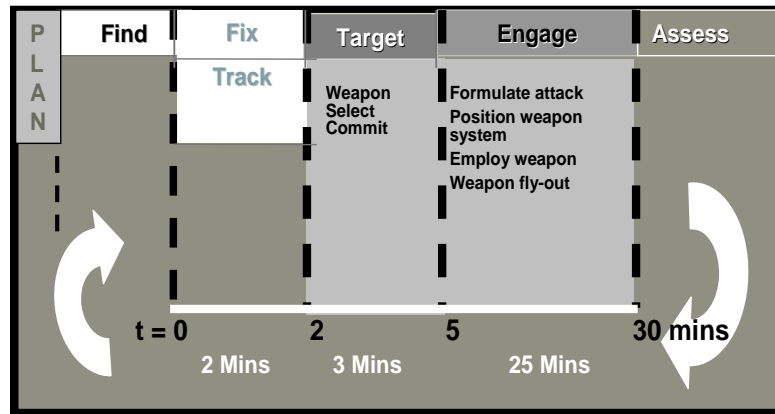 PLAN
Find
Fix
Track
Target
Engage
Assess
Weapon
Select
Commit
Formulate attack
Position weapon
system
Employ weapon
Weapon fly-out
t = 0
2
5
30 mins
2 Mins
3 Mins
25 Mins